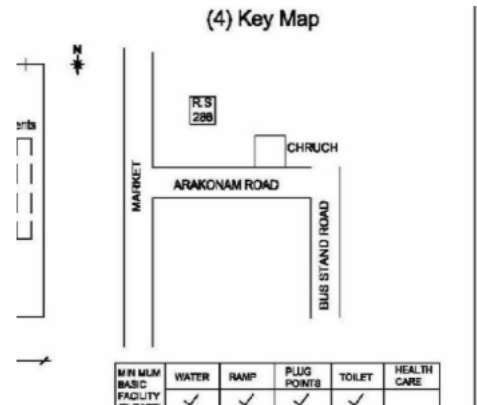 (4) Key Map
N
ents
R.S
286
CHRUCH
MARKET
ARAKONAM ROAD
BUS STAND ROAD
MINIMUM
BASIC
FACILITY
WATER
RAMP
PLUG
POINTS
TOILET
HEALTH
CARE